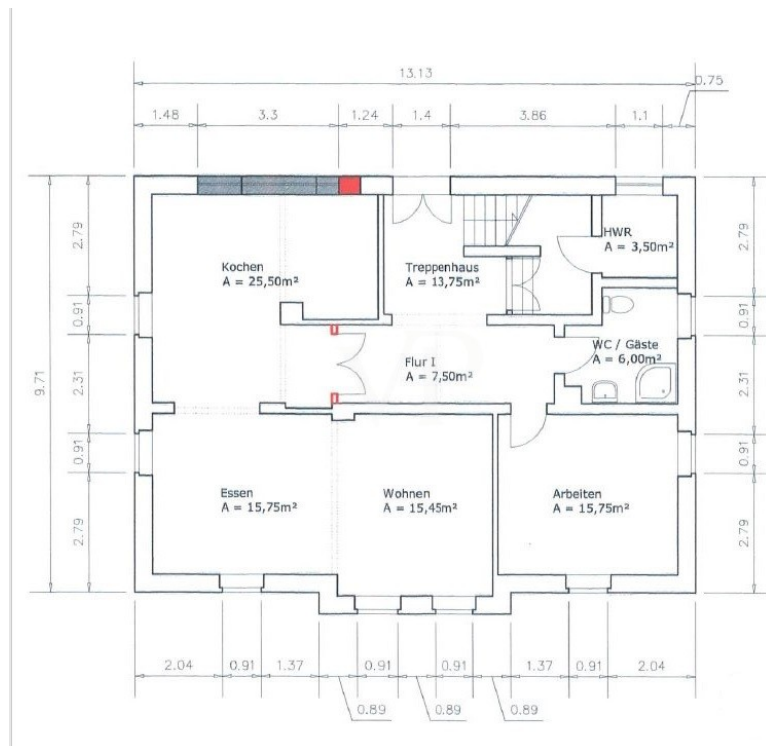 13.13
0.75
1.48
3.3
1.24
1.4
3.86
1.1
2.79
2.79
HWR
A = 3,50m²
Kochen
A = 25,50m²
Treppenhaus
A = 13,75m²
0.91
0.91
WC / Gäste
A = 6,00m²
Flur I
A = 7,50m²
9.71
2.31
2.31
0.91
0.91
Essen
A = 15,75m²
Wohnen
A = 15,45m²
Arbeiten
A = 15,75m²
2.79
2.79
2.04
0.91
1.37
0.91
0.91
1.37
0.91
2.04
0.89
0.89
0.89